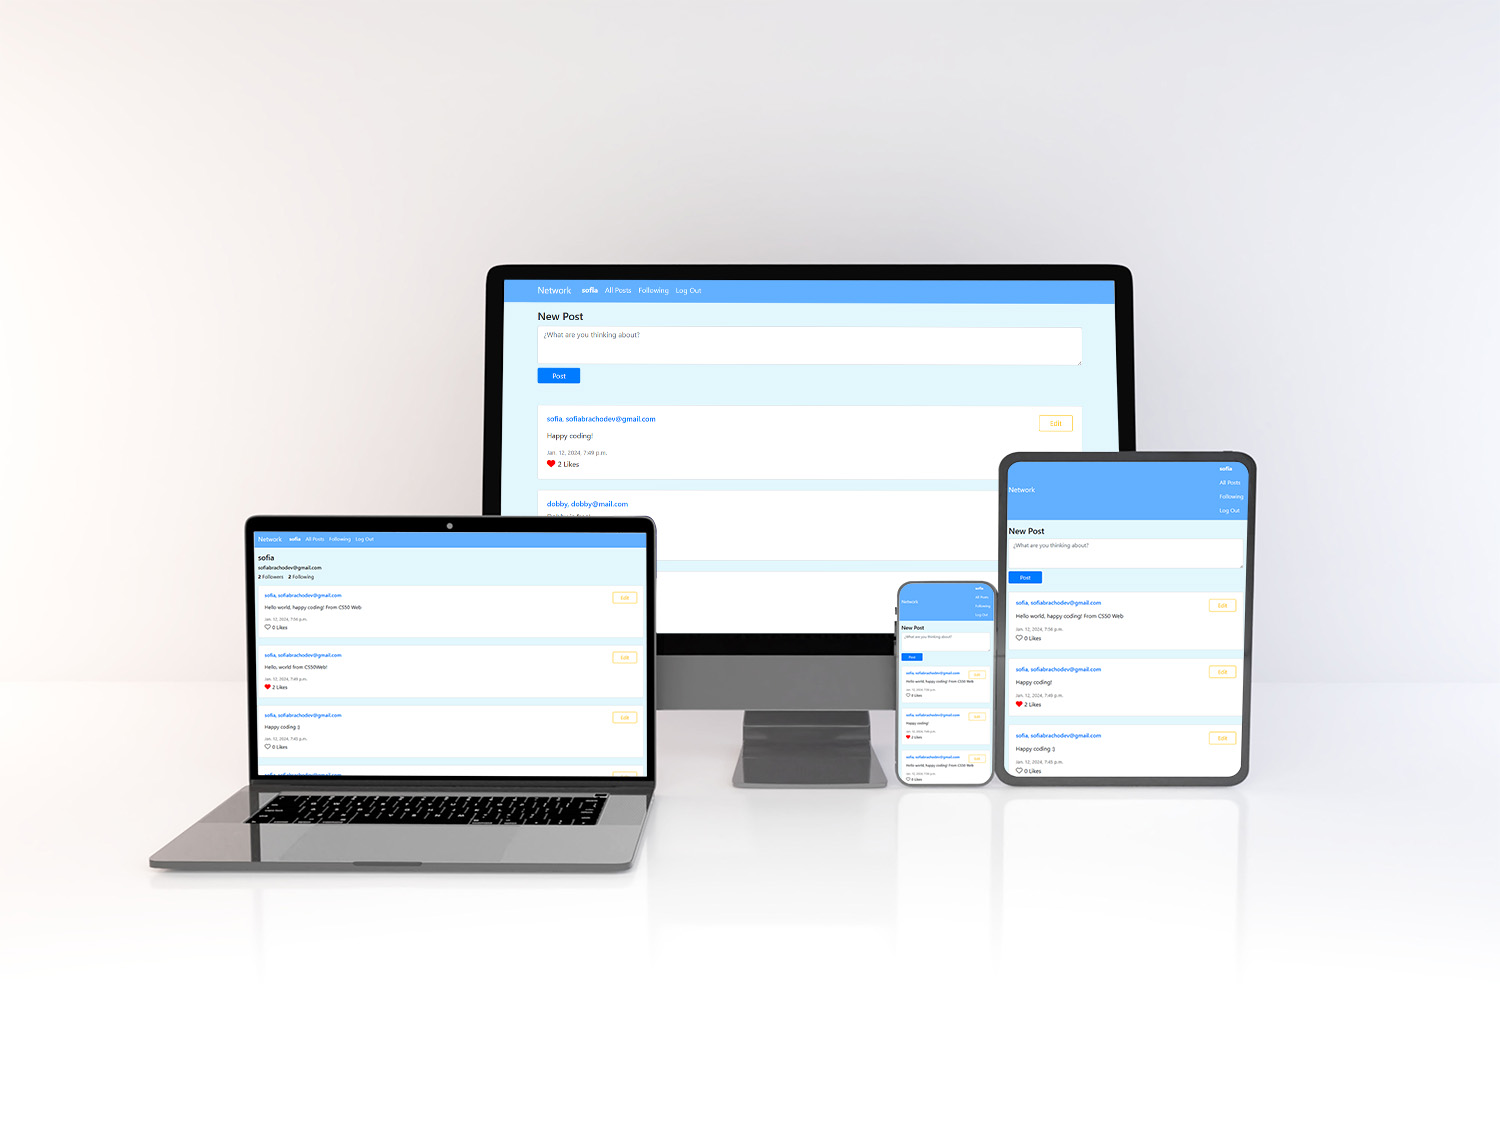 Network sofia All Posts Following Log Out
New Post
¿What are you thinking about?
Post
sofia, sofiabrachodev@gmail.com
Edit
Happy coding!
Jan. 12, 2024, 7:49 p.m.
2 Likes
dobby, dobby@mail.com
Network sofia All Posts Following Log Out
sofia
sofiabrachodev@gmail.com
2 Followers 2 Following
sofia, sofiabrachodev@gmail.com
Edit
Hello world, happy coding! From CS50 Web
Jan. 12, 2024, 7:56 p.m.
0 Likes
sofia, sofiabrachodev@gmail.com
Edit
Hello, world from CS50Web!
Jan. 12, 2024, 7:49 p.m.
2 Likes
sofia, sofiabrachodev@gmail.com
Edit
Happy coding :)
Jan. 12, 2024, 7:45 p.m.
0 Likes
sofia, sofiabrachodev@gmail.com
Network
sofia
All Posts
Following
Log Out
New Post
¿What are you thinking about?
Post
sofia, sofiabrachodev@gmail.com
Edit
Hello world, happy coding! From CS50 Web
0 Likes
sofia, sofiabrachodev@gmail.com
Edit
Happy coding!
2 Likes
sofia, sofiabrachodev@gmail.com
Edit
Hello world, happy coding! From CS50 Web
0 Likes
Network
sofia
All Posts
Following
Log Out
New Post
¿What are you thinking about?
Post
sofia, sofiabrachodev@gmail.com
Edit
Hello world, happy coding! From CS50 Web
Jan. 12, 2024, 7:56 p.m.
0 Likes
sofia, sofiabrachodev@gmail.com
Edit
Happy coding!
Jan. 12, 2024, 7:49 p.m.
2 Likes
sofia, sofiabrachodev@gmail.com
Edit
Happy coding :)
Jan. 12, 2024, 7:45 p.m.
0 Likes